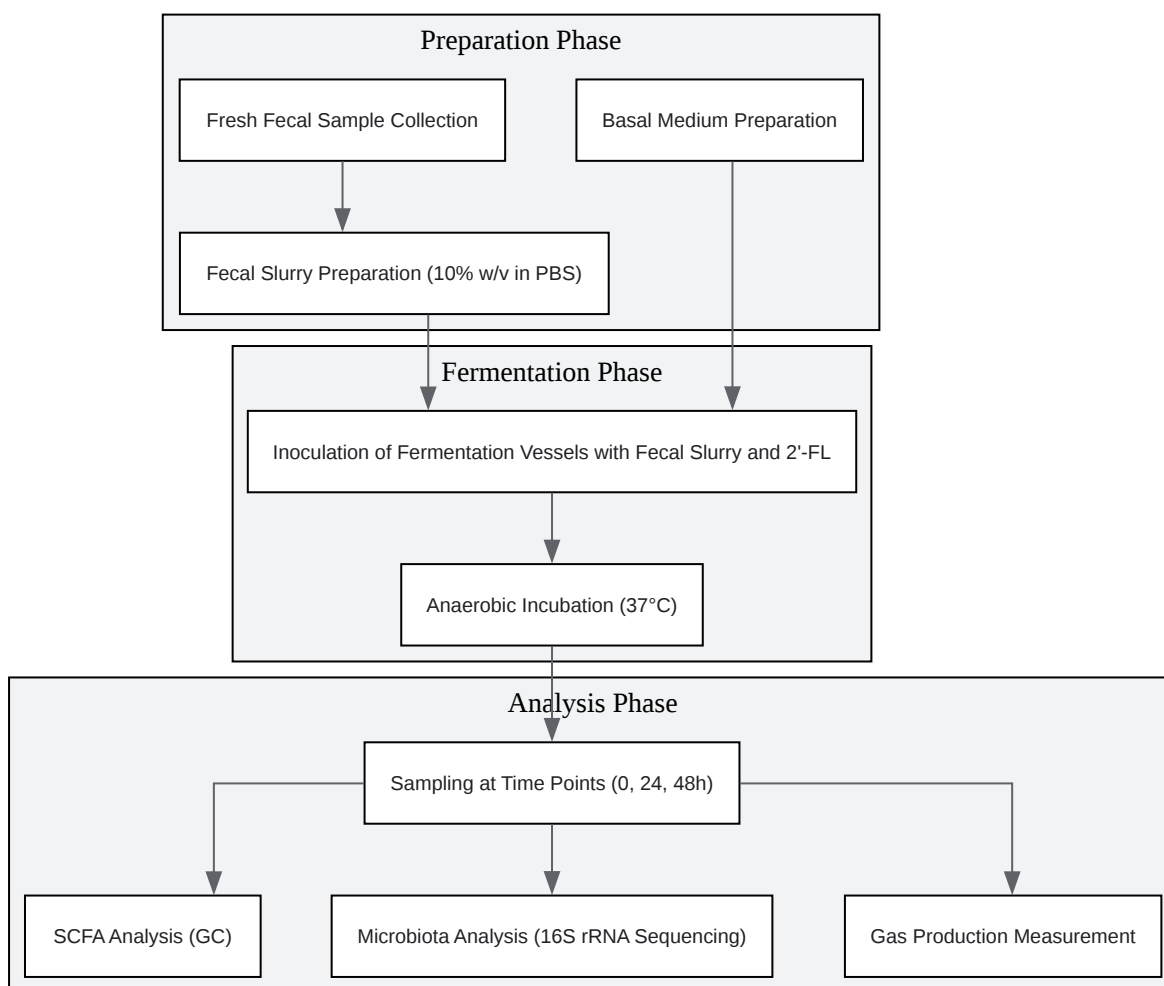 Preparation Phase
Fresh Fecal Sample Collection
Basal Medium Preparation
Fecal Slurry Preparation (10% w/v in PBS)
Fermentation Phase
Inoculation of Fermentation Vessels with Fecal Slurry and 2'-FL
Anaerobic Incubation (37°C)
Analysis Phase
Sampling at Time Points (0, 24, 48h)
SCFA Analysis (GC)
Microbiota Analysis (16S rRNA Sequencing)
Gas Production Measurement